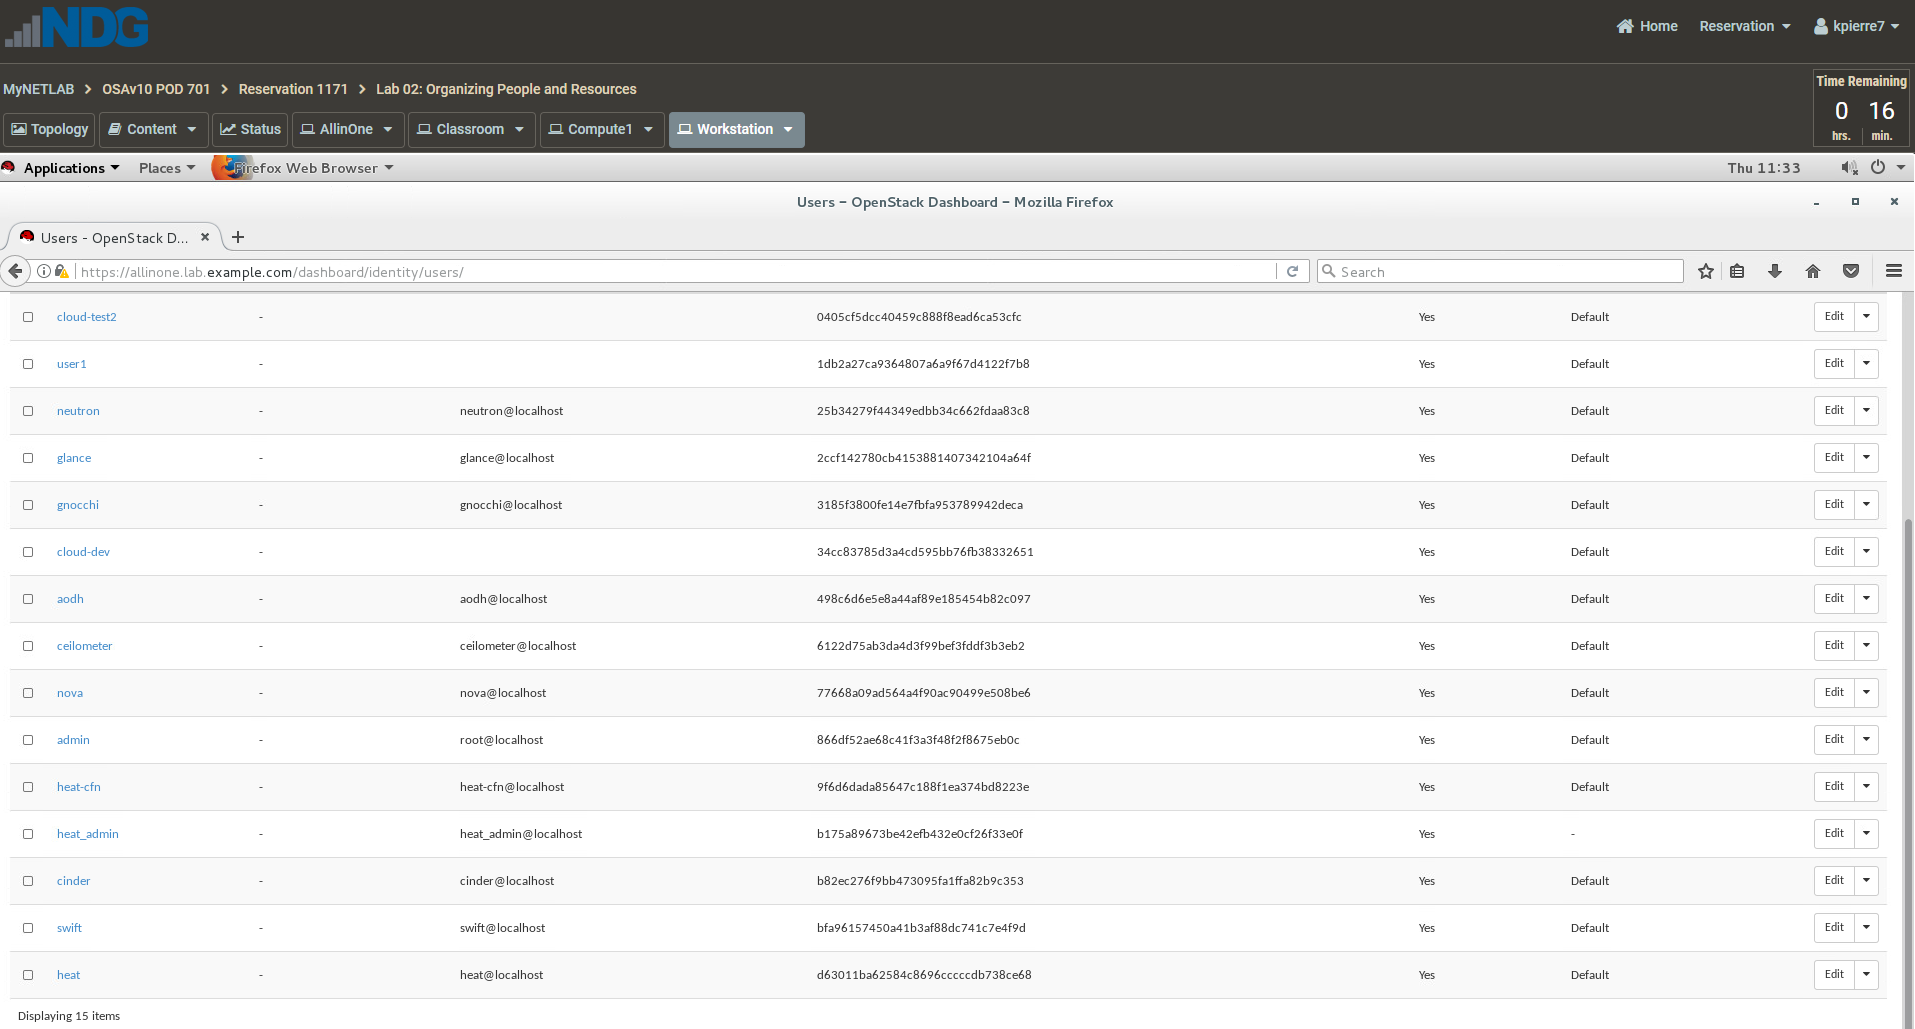 NDG
Home Reservation kpierre7
MyNETLAB > OSAv10 POD 701 > Reservation 1171 > Lab 02: Organizing People and Resources
Time Remaining
0 16
hrs. min.
Topology Content Status AllinOne Classroom Compute1 Workstation
Applications Places Firefox Web Browser Thu 11:33
Users – OpenStack Dashboard – Mozilla Firefox
Users - OpenStack D...
https://allinone.lab.example.com/dashboard/identity/users/ Search
cloud-test2 - 0405cf5dcc40459c888f8ead6ca53cfc Yes Default Edit
user1 - 1db2a27ca9364807a6a9f67d4122f7b8 Yes Default Edit
neutron - neutron@localhost 25b34279f44349edbb34c662fdaa83c8 Yes Default Edit
glance - glance@localhost 2ccf142780cb4153881407342104a64f Yes Default Edit
gnocchi - gnocchi@localhost 3185f3800fe14e7fbfa953789942deca Yes Default Edit
cloud-dev - 34cc83785d3a4cd595bb76fb38332651 Yes Default Edit
aodh - aodh@localhost 498c6d6e5e8a44af89e185454b82c097 Yes Default Edit
ceilometer - ceilometer@localhost 6122d75ab3da4d3f99bef3fddf3b3eb2 Yes Default Edit
nova - nova@localhost 77668a09ad564a4f90ac90499e508be6 Yes Default Edit
admin - root@localhost 866df52ae68c41f3a3f48f2f8675eb0c Yes Default Edit
heat-cfn - heat-cfn@localhost 9f6d6dada85647c188f1ea374bd8223e Yes Default Edit
heat_admin - heat_admin@localhost b175a89673be42efb432e0cf26f33e0f Yes - Edit
cinder - cinder@localhost b82ec276f9bb473095fa1ffa82b9c353 Yes Default Edit
swift - swift@localhost bfa96157450a41b3af88dc741c7e4f9d Yes Default Edit
heat - heat@localhost d63011ba62584c8696cccccdb738ce68 Yes Default Edit
Displaying 15 items